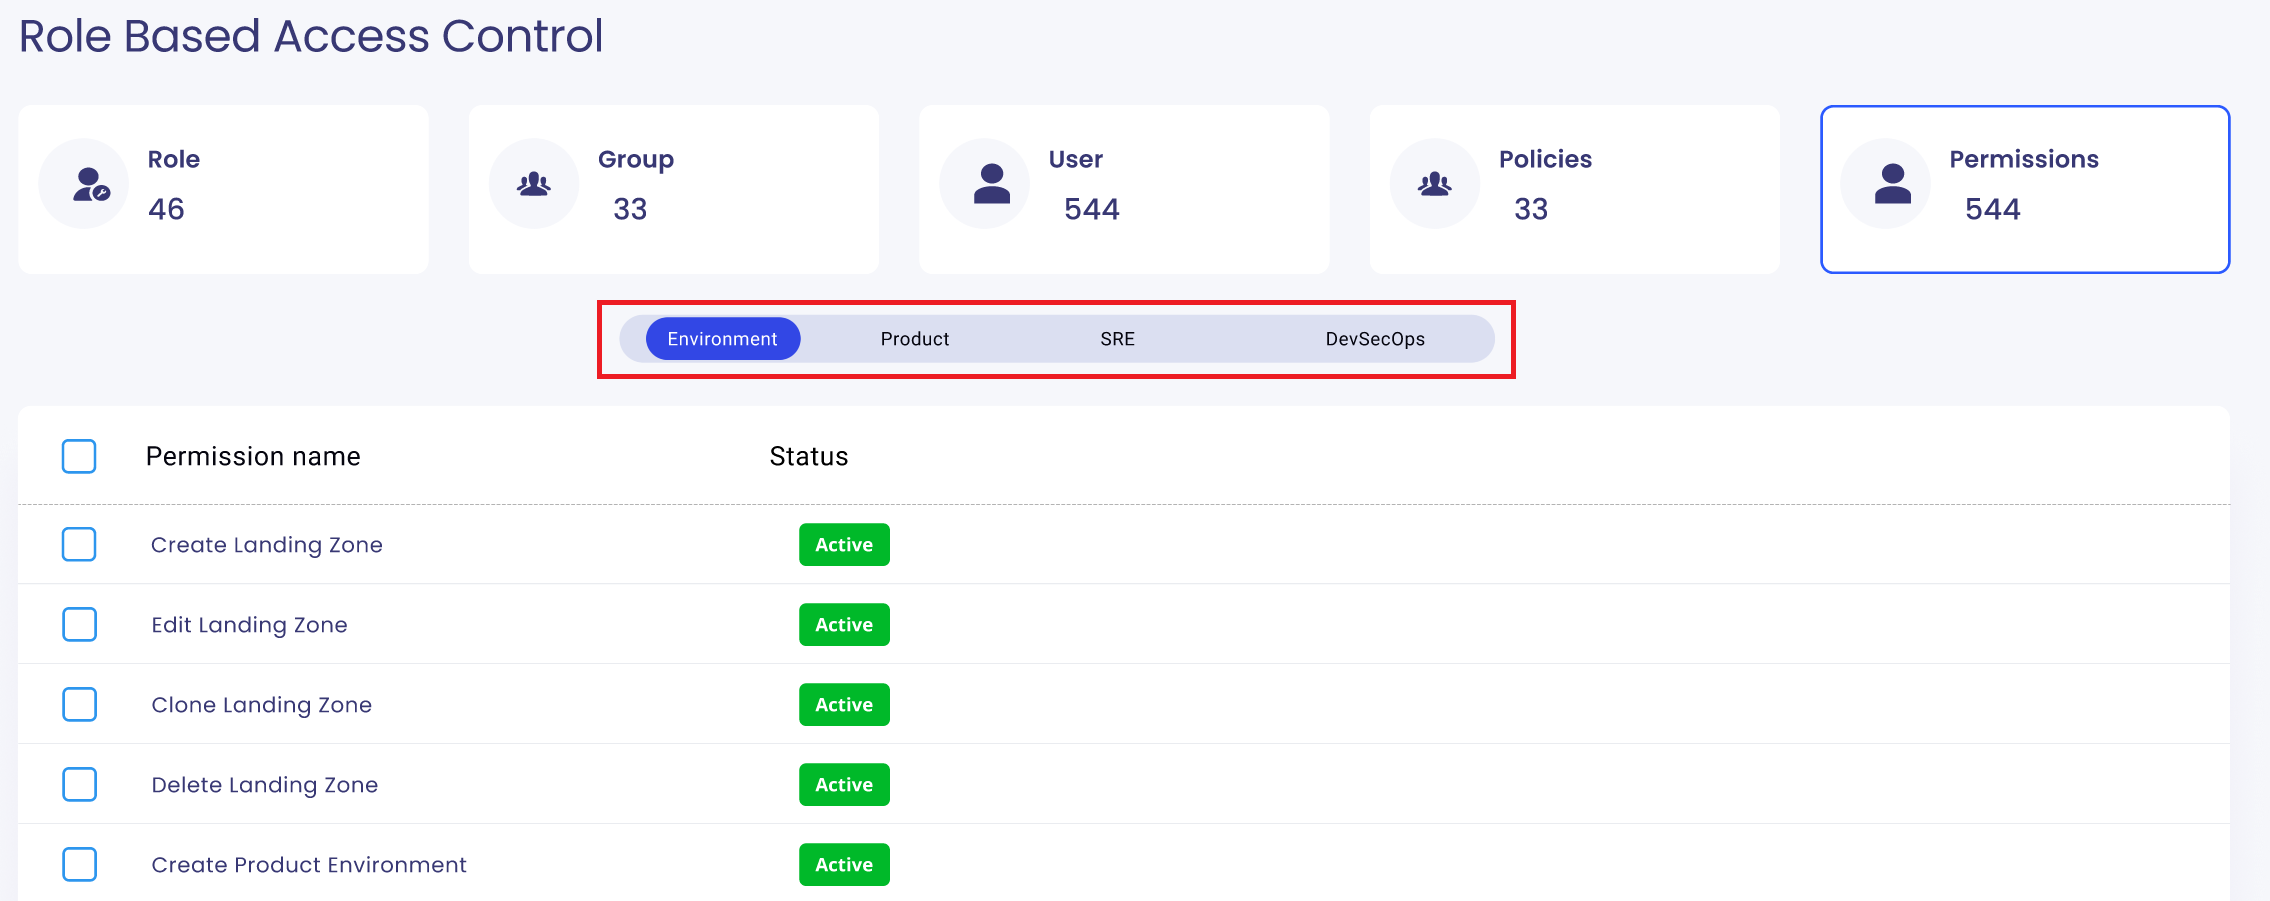 Role Based Access Control
Role
46
Group
33
User
544
Policies
33
Permissions
544
Environment Product SRE DevSecOps
Permission name Status
Create Landing Zone Active
Edit Landing Zone Active
Clone Landing Zone Active
Delete Landing Zone Active
Create Product Environment Active